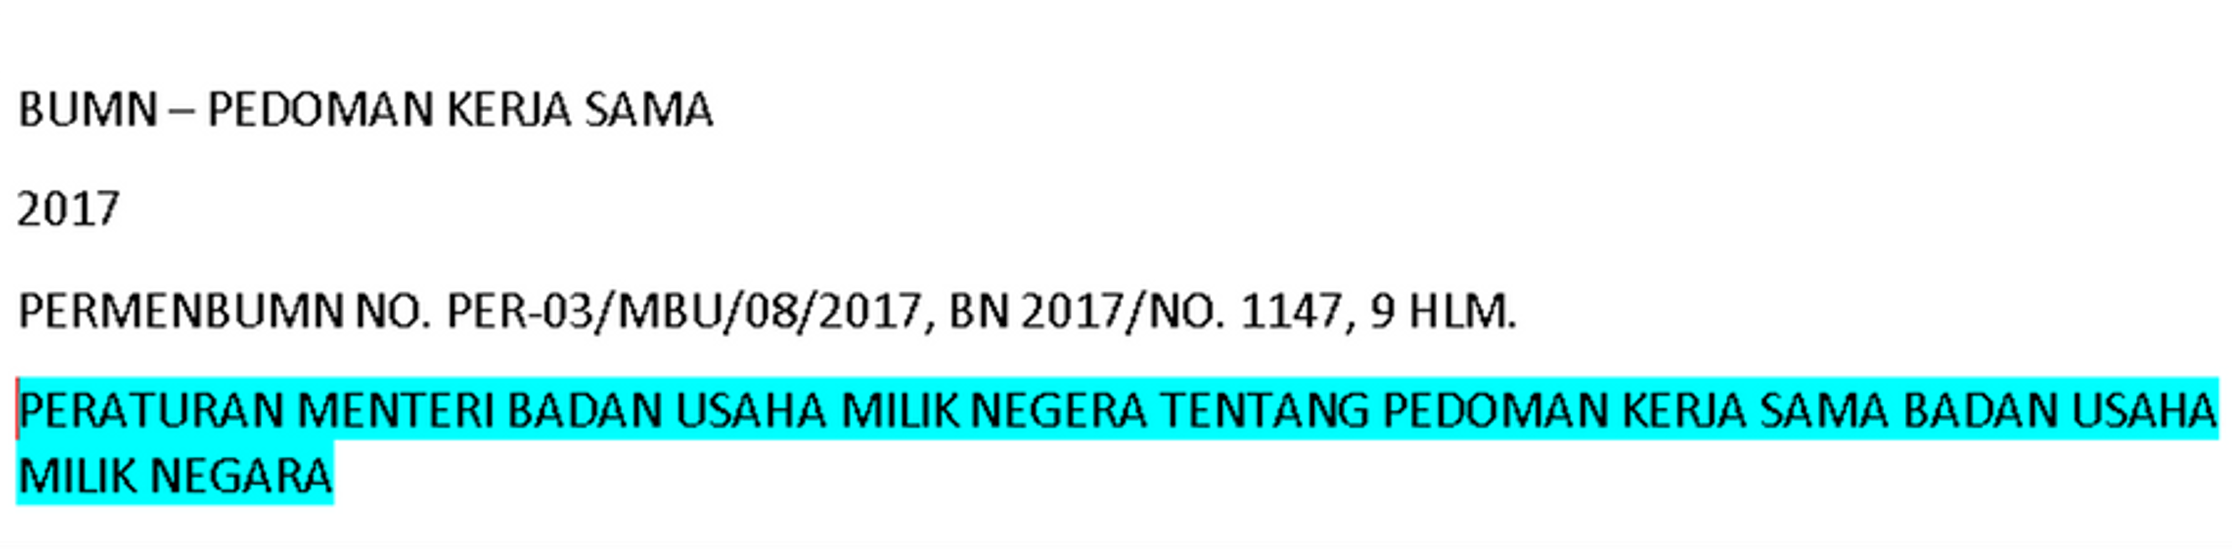 BUMN – PEDOMAN KERJA SAMA
2017
PERMENBUMN NO. PER-03/MBU/08/2017, BN 2017/NO. 1147, 9 HLM.
PERATURAN MENTERI BADAN USAHA MILIK NEGERA TENTANG PEDOMAN KERJA SAMA BADAN USAHA
MILIK NEGARA